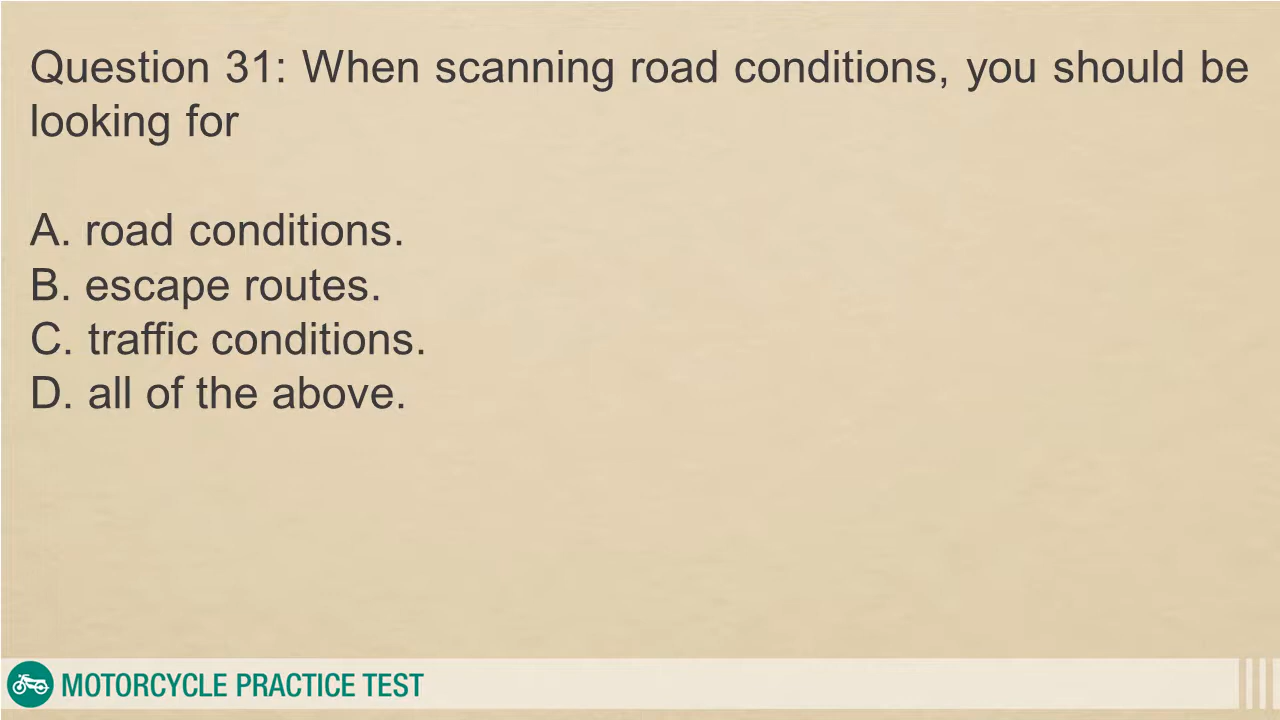 Question 31: When scanning road conditions, you should be
looking for
A. road conditions.
B. escape routes.
C. traffic conditions.
D. all of the above.
MOTORCYCLE PRACTICE TEST